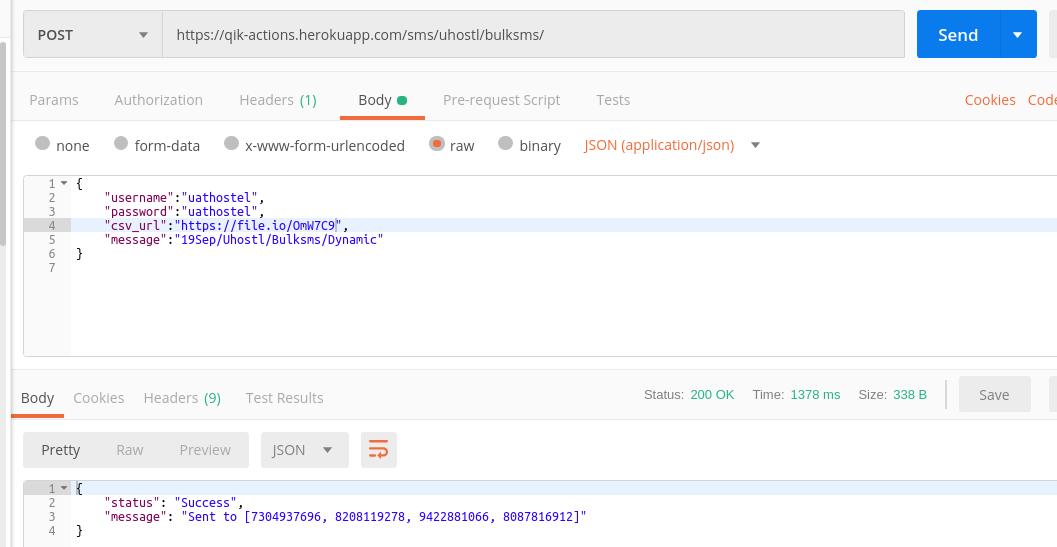 POST https://qik-actions.herokuapp.com/sms/uhostl/bulksms/ Send
Params Authorization Headers (1) Body Pre-request Script Tests Cookies Code
none form-data x-www-form-urlencoded raw binary JSON (application/json)
1 {
2 "username":"uathostel",
3 "password":"uathostel",
4 "csv_url":"https://file.io/OmW7C9",
5 "message":"19Sep/Uhostl/Bulksms/Dynamic"
6 }
7
Body Cookies Headers (9) Test Results Status: 200 OK Time: 1378 ms Size: 338 B Save
Pretty Raw Preview JSON
1 {
2 "status": "Success",
3 "message": "Sent to [7304937696, 8208119278, 9422881066, 8087816912]"
4 }